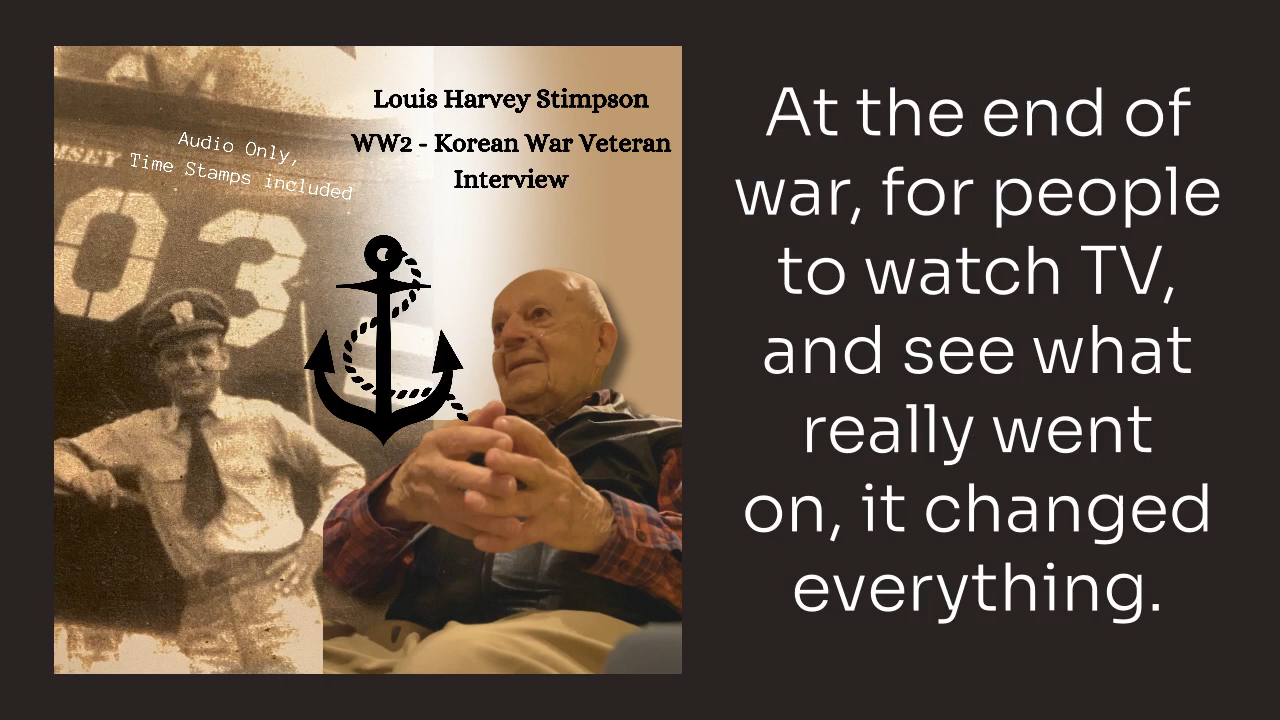 Louis Harvey Stimpson
WW2 - Korean War Veteran
Interview
Audio Only,
Time Stamps included
MSEY
03
At the end of
war, for people
to watch TV,
and see what
really went
on, it changed
everything.